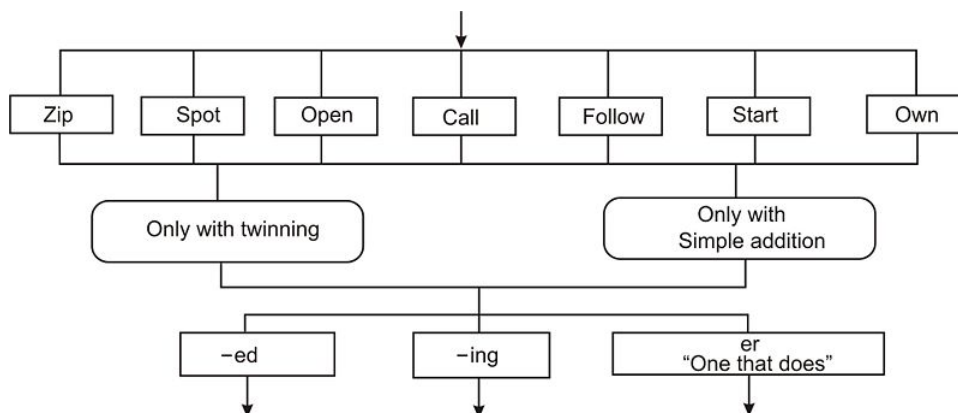 Zip
Spot
Open
Call
Follow
Start
Own
Only with twinning
Only with
Simple addition
–ed
–ing
er
“One that does”